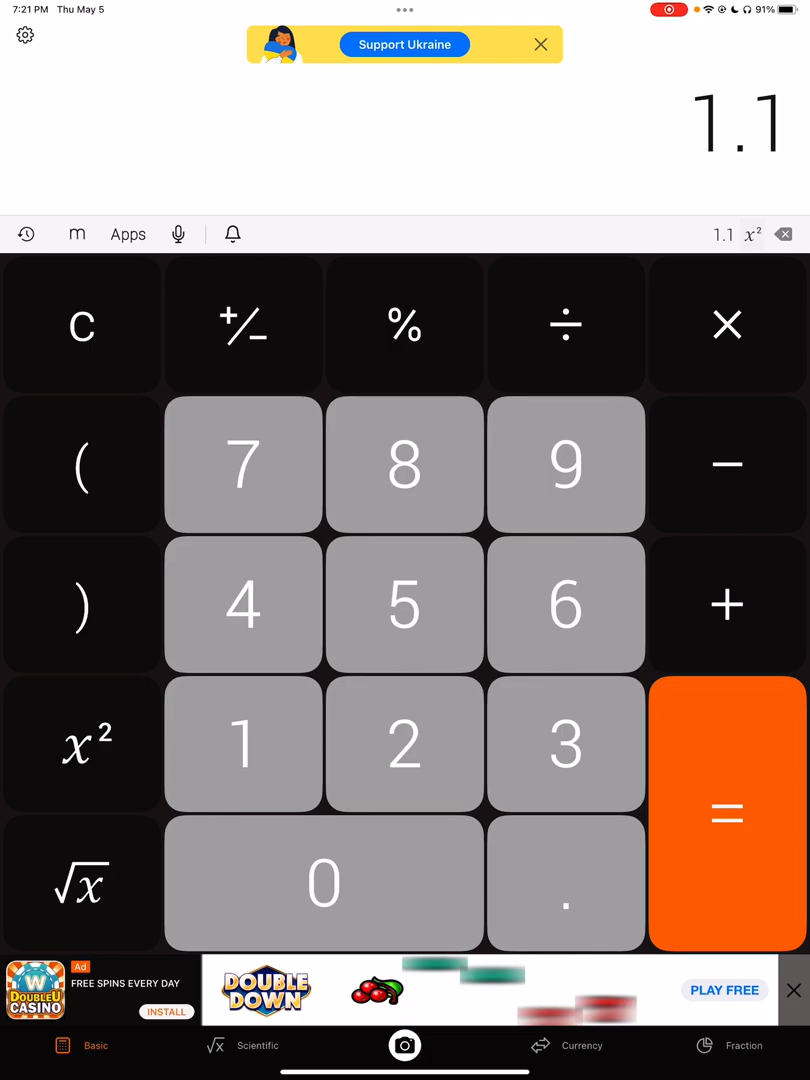 7:21 PM Thu May 5
91%
Support Ukraine
1.1
m Apps 1.1 x²
C +/− % ÷ ×
( 7 8 9 −
) 4 5 6 +
x² 1 2 3 =
√x 0 .
W
DOUBLEU
CASINO
Ad
FREE SPINS EVERY DAY
INSTALL
DOUBLE
DOWN
PLAY FREE
√x
Basic Scientific Currency Fraction